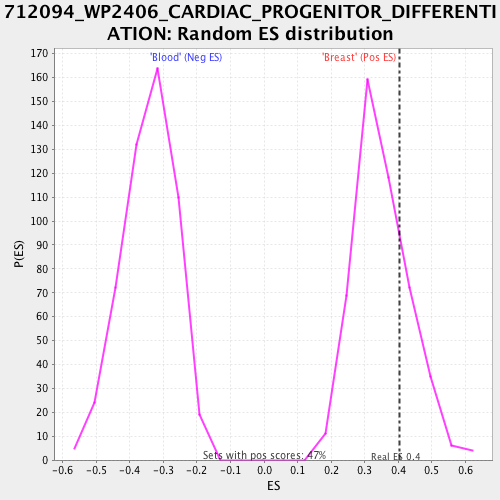 712094_WP2406_CARDIAC_PROGENITOR_DIFFERENTI
ATION: Random ES distribution
'Blood' (Neg ES)
'Breast' (Pos ES)
170
160
150
140
130
120
110
100
90
80
70
60
50
40
30
20
10
0
P(ES)
Sets with pos scores: 47%
Real ES 0.4
-0.6 -0.5 -0.4 -0.3 -0.2 -0.1 0.0 0.1 0.2 0.3 0.4 0.5 0.6
ES